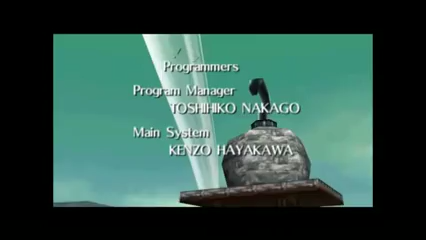 Programmers
Program Manager
TOSHIHIKO NAKAGO
Main System
KENZO HAYAKAWA